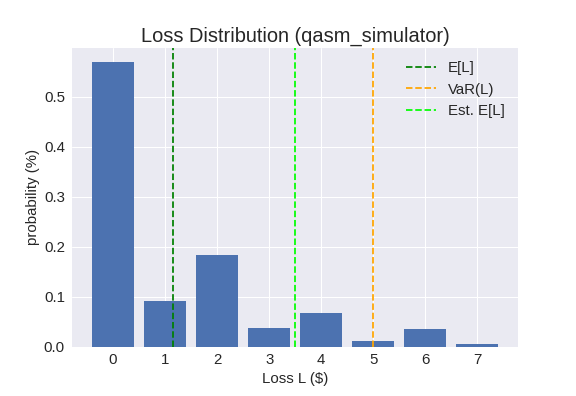 Loss Distribution (qasm_simulator)
E[L]
VaR(L)
Est. E[L]
probability (%)
0.5
0.4
0.3
0.2
0.1
0.0
0 1 2 3 4 5 6 7
Loss L ($)